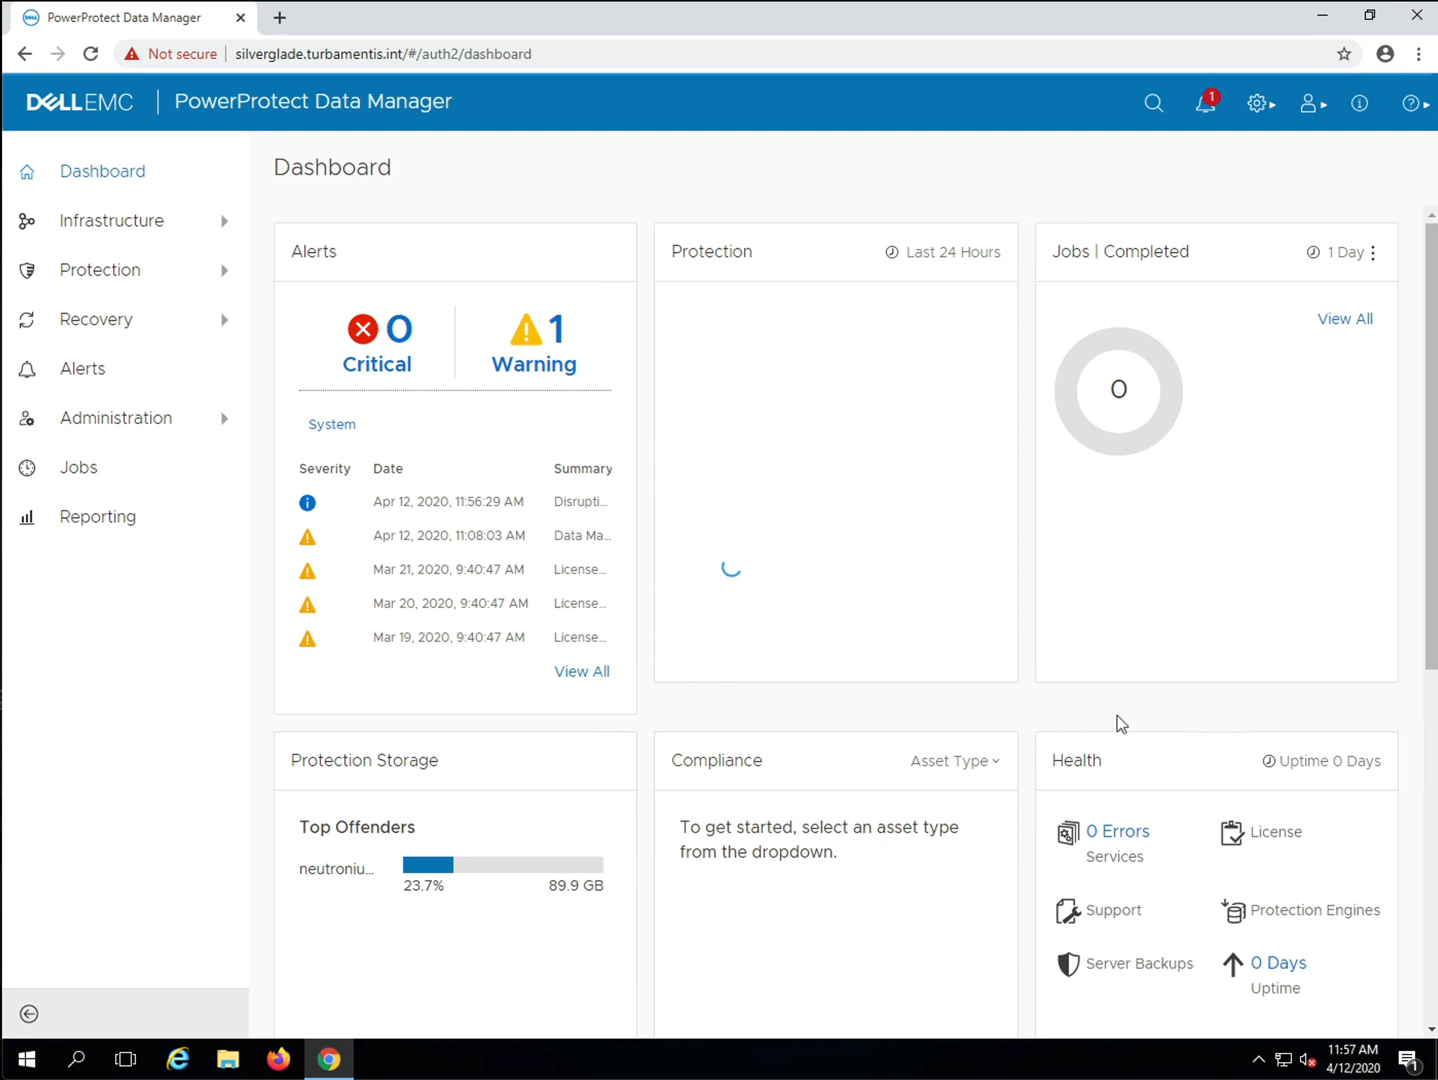 PowerProtect Data Manager
Not secure
silverglade.turbamentis.int/#/auth2/dashboard
DELLEMC
PowerProtect Data Manager
1
Dashboard
Infrastructure
Protection
Recovery
Alerts
Administration
Jobs
Reporting
Dashboard
Alerts
0
Critical
1
Warning
System
Severity Date Summary
Apr 12, 2020, 11:56:29 AM Disrupti...
Apr 12, 2020, 11:08:03 AM Data Ma...
Mar 21, 2020, 9:40:47 AM License...
Mar 20, 2020, 9:40:47 AM License...
Mar 19, 2020, 9:40:47 AM License...
View All
Protection
Last 24 Hours
Jobs | Completed
1 Day
View All
0
Protection Storage
Top Offenders
neutroniu...
23.7% 89.9 GB
Compliance
Asset Type
To get started, select an asset type
from the dropdown.
Health
Uptime 0 Days
0 Errors
Services
License
Support
Protection Engines
Server Backups
0 Days
Uptime
11:57 AM
4/12/2020
1